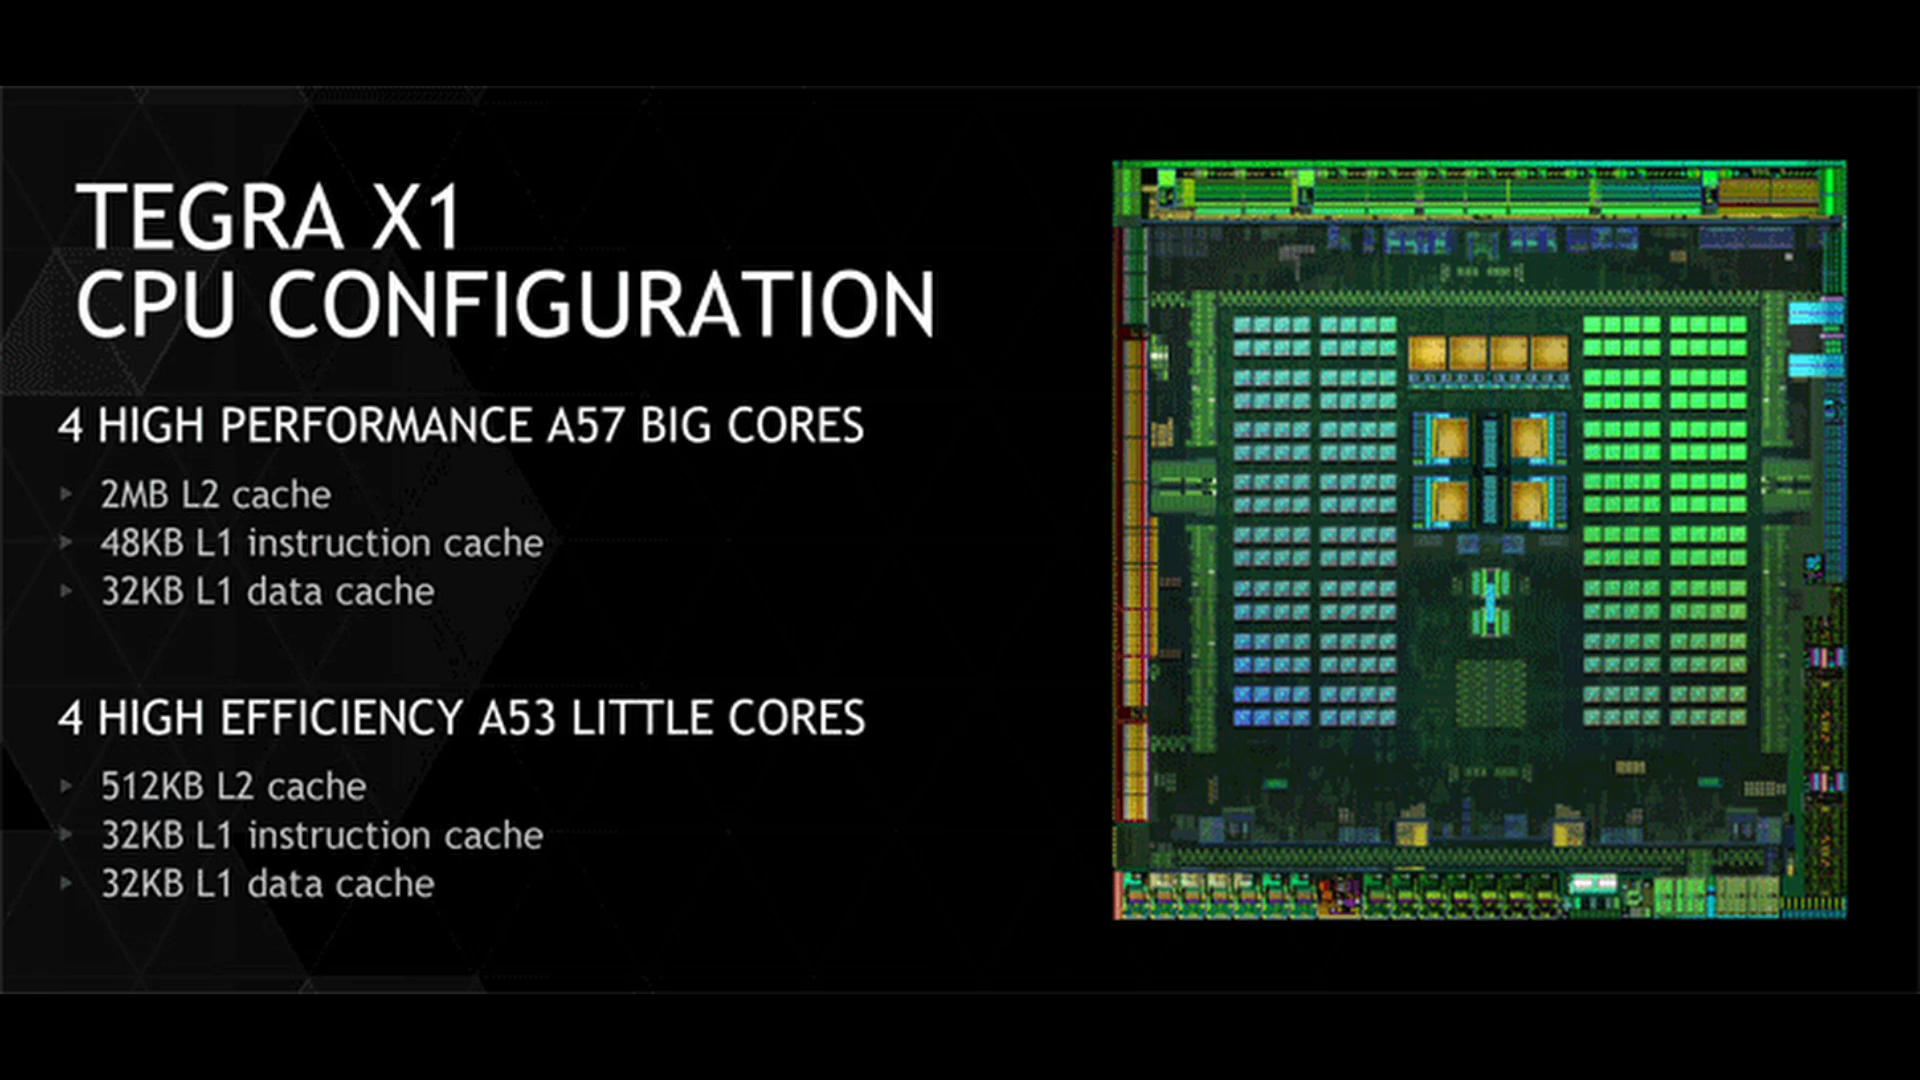 TEGRA X1
CPU CONFIGURATION
4 HIGH PERFORMANCE A57 BIG CORES
2MB L2 cache
48KB L1 instruction cache
32KB L1 data cache
4 HIGH EFFICIENCY A53 LITTLE CORES
512KB L2 cache
32KB L1 instruction cache
32KB L1 data cache